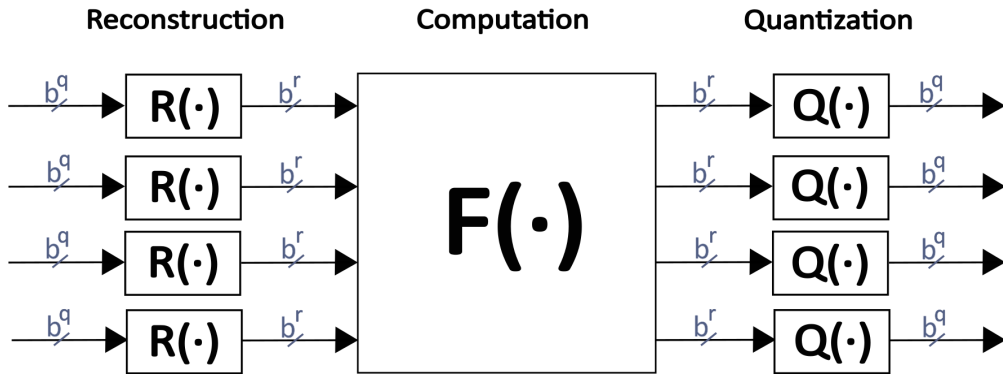 Reconstruction Computation Quantization
b^q R(·) b^r b^r Q(·) b^q
b^q R(·) b^r b^r Q(·) b^q
F(·)
b^q R(·) b^r b^r Q(·) b^q
b^q R(·) b^r b^r Q(·) b^q